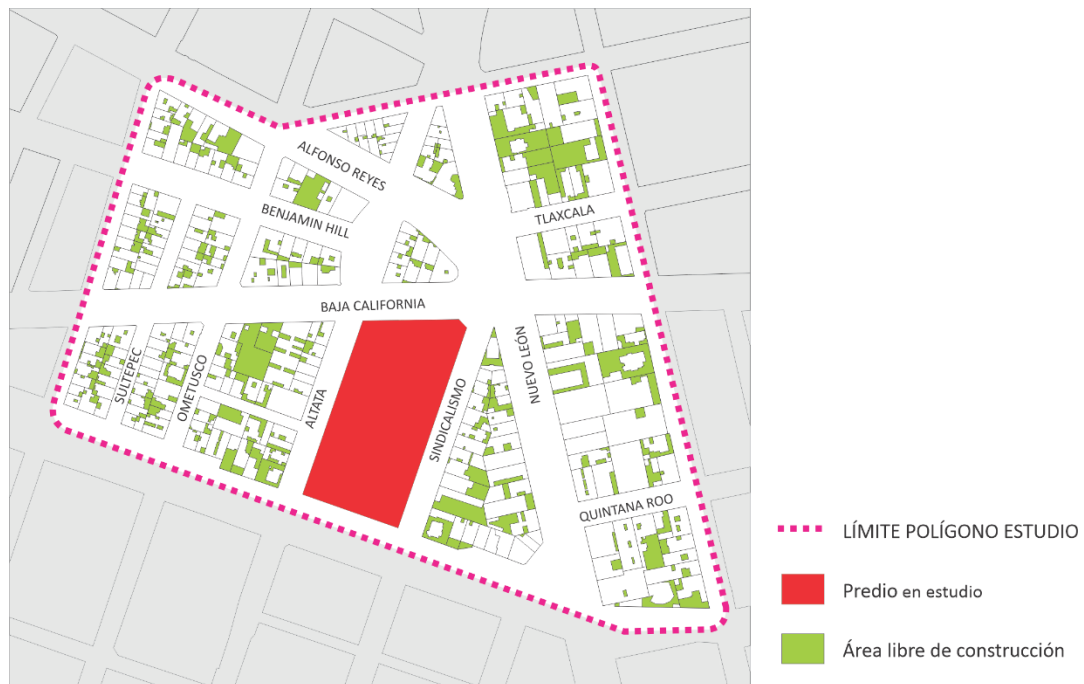 ALFONSO REYES
BENJAMIN HILL
TLAXCALA
BAJA CALIFORNIA
SULTEPEC
OMETUSCO
ALTATA
SINDICALISMO
NUEVO LEÓN
QUINTANA ROO
LÍMITE POLÍGONO ESTUDIO
Predio en estudio
Área libre de construcción